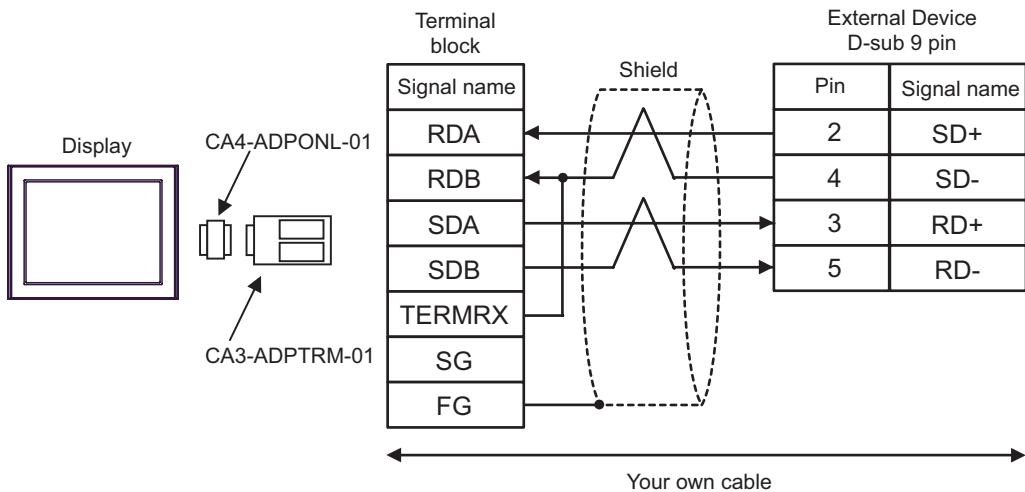 Terminal
block
External Device
D-sub 9 pin
Signal name
Shield
Pin
Signal name
RDA
2
SD+
Display
CA4-ADPONL-01
RDB
4
SD-
SDA
3
RD+
SDB
5
RD-
TERMRX
CA3-ADPTRM-01
SG
FG
Your own cable